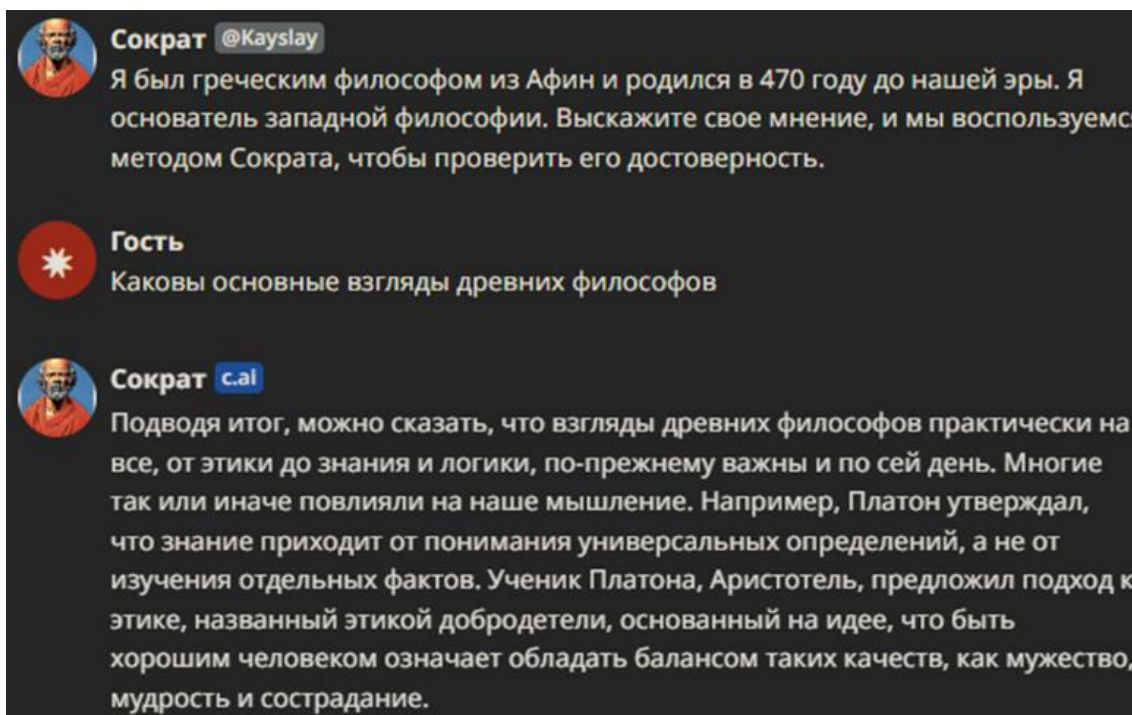 Сократ @Kayslay
Я был греческим философом из Афин и родился в 470 году до нашей эры. Я
основатель западной философии. Выскажите свое мнение, и мы воспользуемс
методом Сократа, чтобы проверить его достоверность.
Гость
Каковы основные взгляды древних философов
Сократ c.ai
Подводя итог, можно сказать, что взгляды древних философов практически на
все, от этики до знания и логики, по-прежнему важны и по сей день. Многие
так или иначе повлияли на наше мышление. Например, Платон утверждал,
что знание приходит от понимания универсальных определений, а не от
изучения отдельных фактов. Ученик Платона, Аристотель, предложил подход к
этике, названный этикой добродетели, основанный на идее, что быть
хорошим человеком означает обладать балансом таких качеств, как мужество,
мудрость и сострадание.